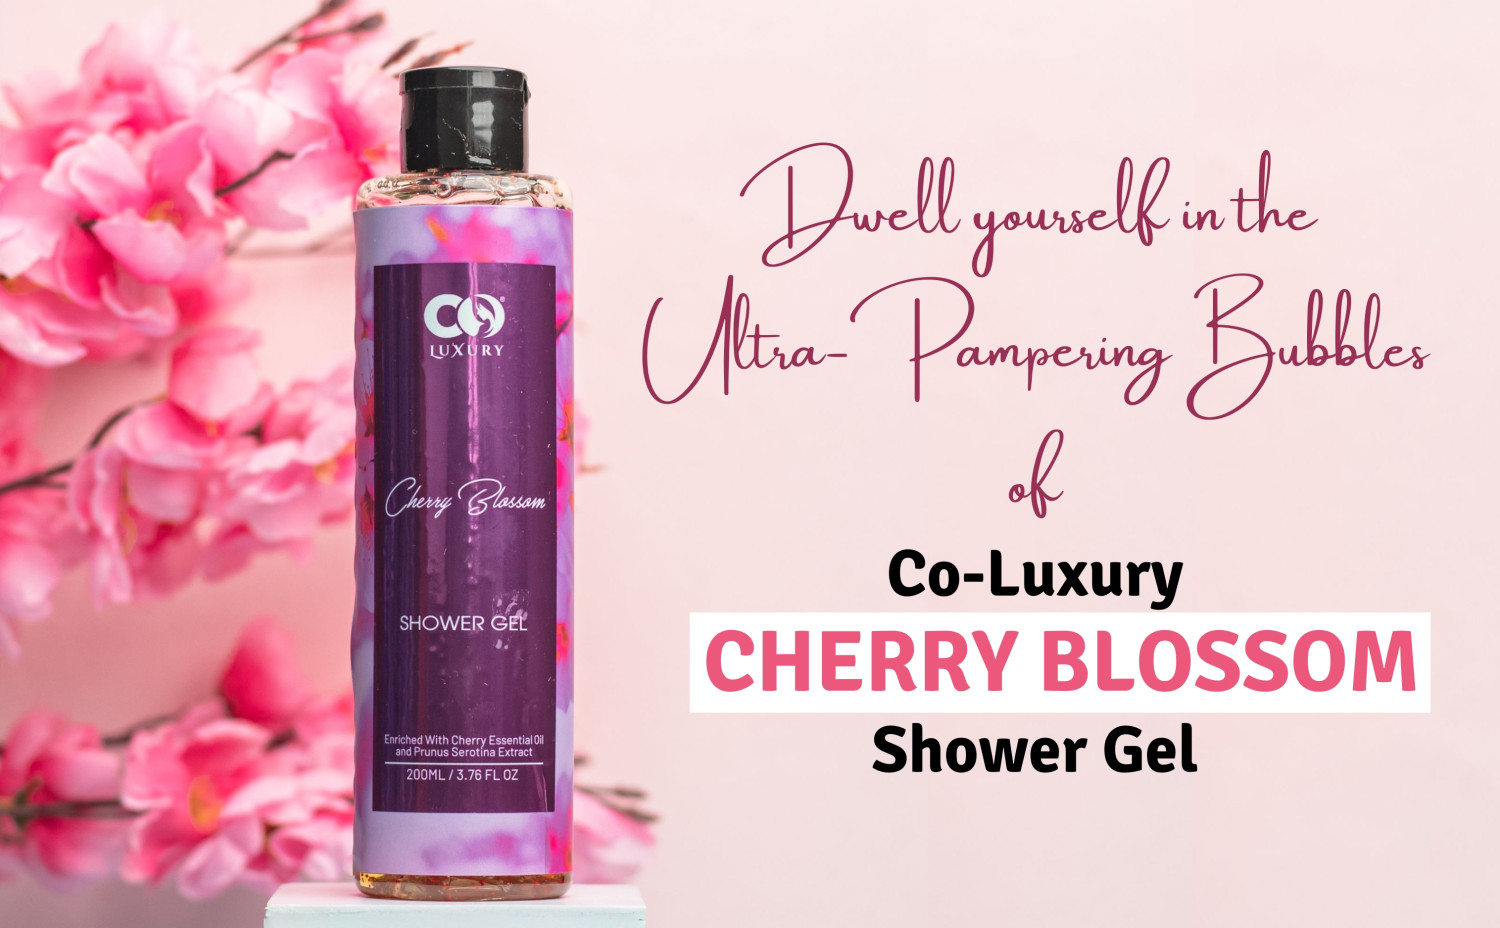 CO
LUXURY
Cherry Blossom
SHOWER GEL
Enriched With Cherry Essential Oil
and Prunus Serotina Extract
200ML / 3.76 FL OZ
Dwell yourself in the
Ultra- Pampering Bubbles
of
Co-Luxury
CHERRY BLOSSOM
Shower Gel